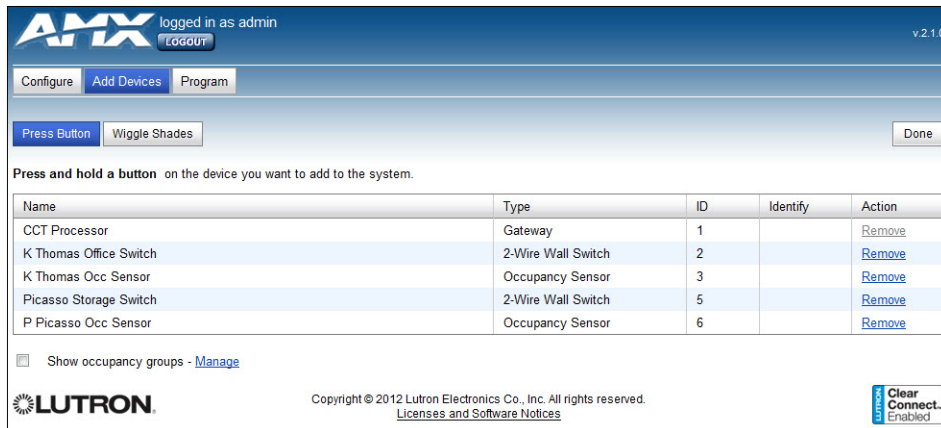 AMX logged in as admin
LOGOUT
v.2.1.0
Configure Add Devices Program
Press Button Wiggle Shades Done
Press and hold a button on the device you want to add to the system.
Name Type ID Identify Action
CCT Processor Gateway 1 Remove
K Thomas Office Switch 2-Wire Wall Switch 2 Remove
K Thomas Occ Sensor Occupancy Sensor 3 Remove
Picasso Storage Switch 2-Wire Wall Switch 5 Remove
P Picasso Occ Sensor Occupancy Sensor 6 Remove
Show occupancy groups - Manage
LUTRON.
Copyright © 2012 Lutron Electronics Co., Inc. All rights reserved.
Licenses and Software Notices
LUTRON
Clear
Connect.
Enabled